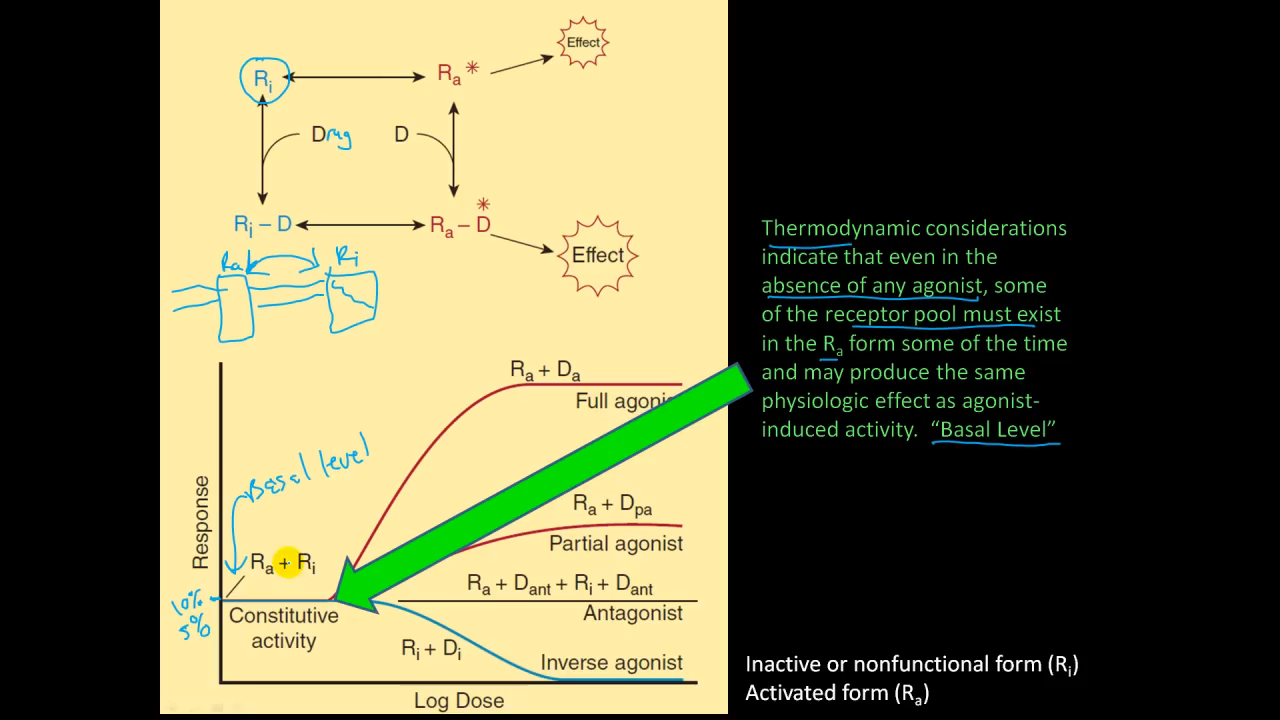 Effect
Ri
Ra*
Drug
D
Ri – D
*
Ra – D
Effect
Ra
Ri
Thermodynamic considerations
indicate that even in the
absence of any agonist, some
of the receptor pool must exist
in the Ra form some of the time
and may produce the same
physiologic effect as agonist-
induced activity. “Basal Level”
Ra + Da
Full agonis
Basal level
Response
Ra + Dpa
Partial agonist
Ra + Ri
Ra + Dant + Ri + Dant
Antagonist
10%
5%
Constitutive
activity
Ri + Di
Inverse agonist
Log Dose
Inactive or nonfunctional form (Ri)
Activated form (Ra)